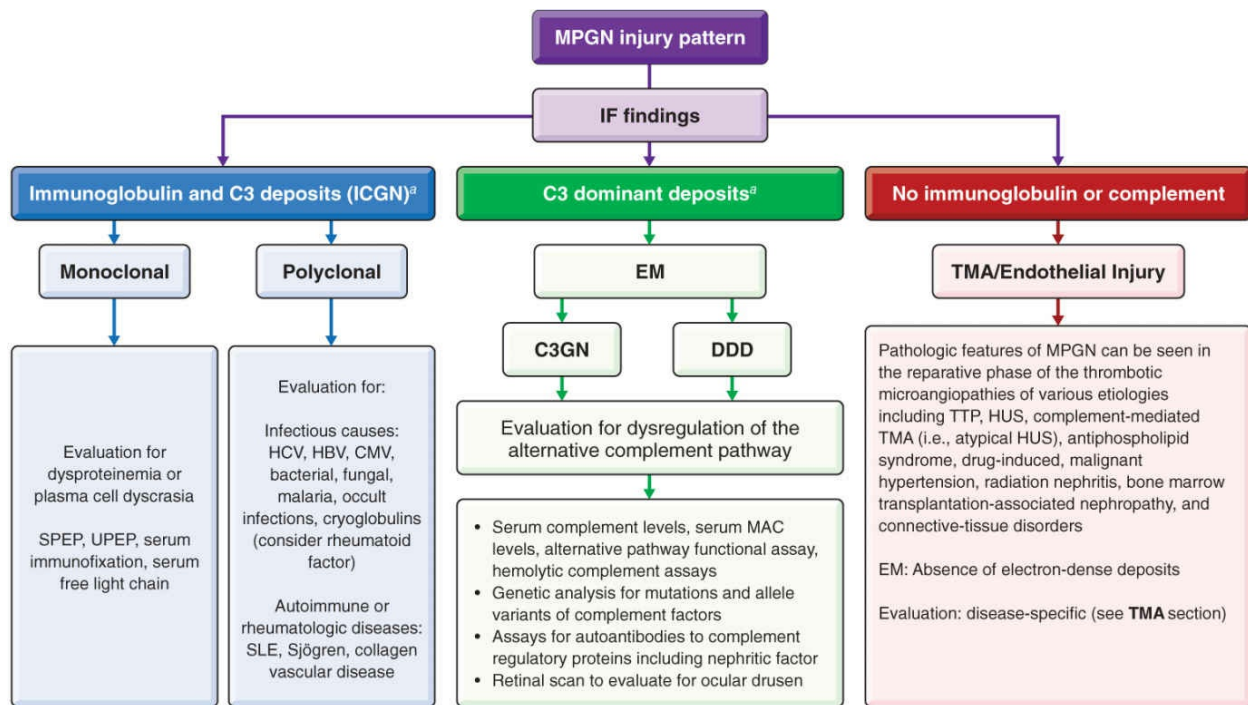 MPGN injury pattern
IF findings
Immunoglobulin and C3 deposits (ICGN)a
Monoclonal
Polyclonal
Evaluation for
dysproteinemia or
plasma cell dyscrasia
SPEP, UPEP, serum
immunofixation, serum
free light chain
Evaluation for:
Infectious causes:
HCV, HBV, CMV,
bacterial, fungal,
malaria, occult
infections, cryoglobulins
(consider rheumatoid
factor)
Autoimmune or
rheumatologic diseases:
SLE, Sjögren, collagen
vascular disease
C3 dominant depositsa
EM
C3GN
DDD
Evaluation for dysregulation of the
alternative complement pathway
• Serum complement levels, serum MAC
levels, alternative pathway functional assay,
hemolytic complement assays
• Genetic analysis for mutations and allele
variants of complement factors
• Assays for autoantibodies to complement
regulatory proteins including nephritic factor
• Retinal scan to evaluate for ocular drusen
No immunoglobulin or complement
TMA/Endothelial Injury
Pathologic features of MPGN can be seen in
the reparative phase of the thrombotic
microangiopathies of various etiologies
including TTP, HUS, complement-mediated
TMA (i.e., atypical HUS), antiphospholipid
syndrome, drug-induced, malignant
hypertension, radiation nephritis, bone marrow
transplantation-associated nephropathy, and
connective-tissue disorders
EM: Absence of electron-dense deposits
Evaluation: disease-specific (see TMA section)